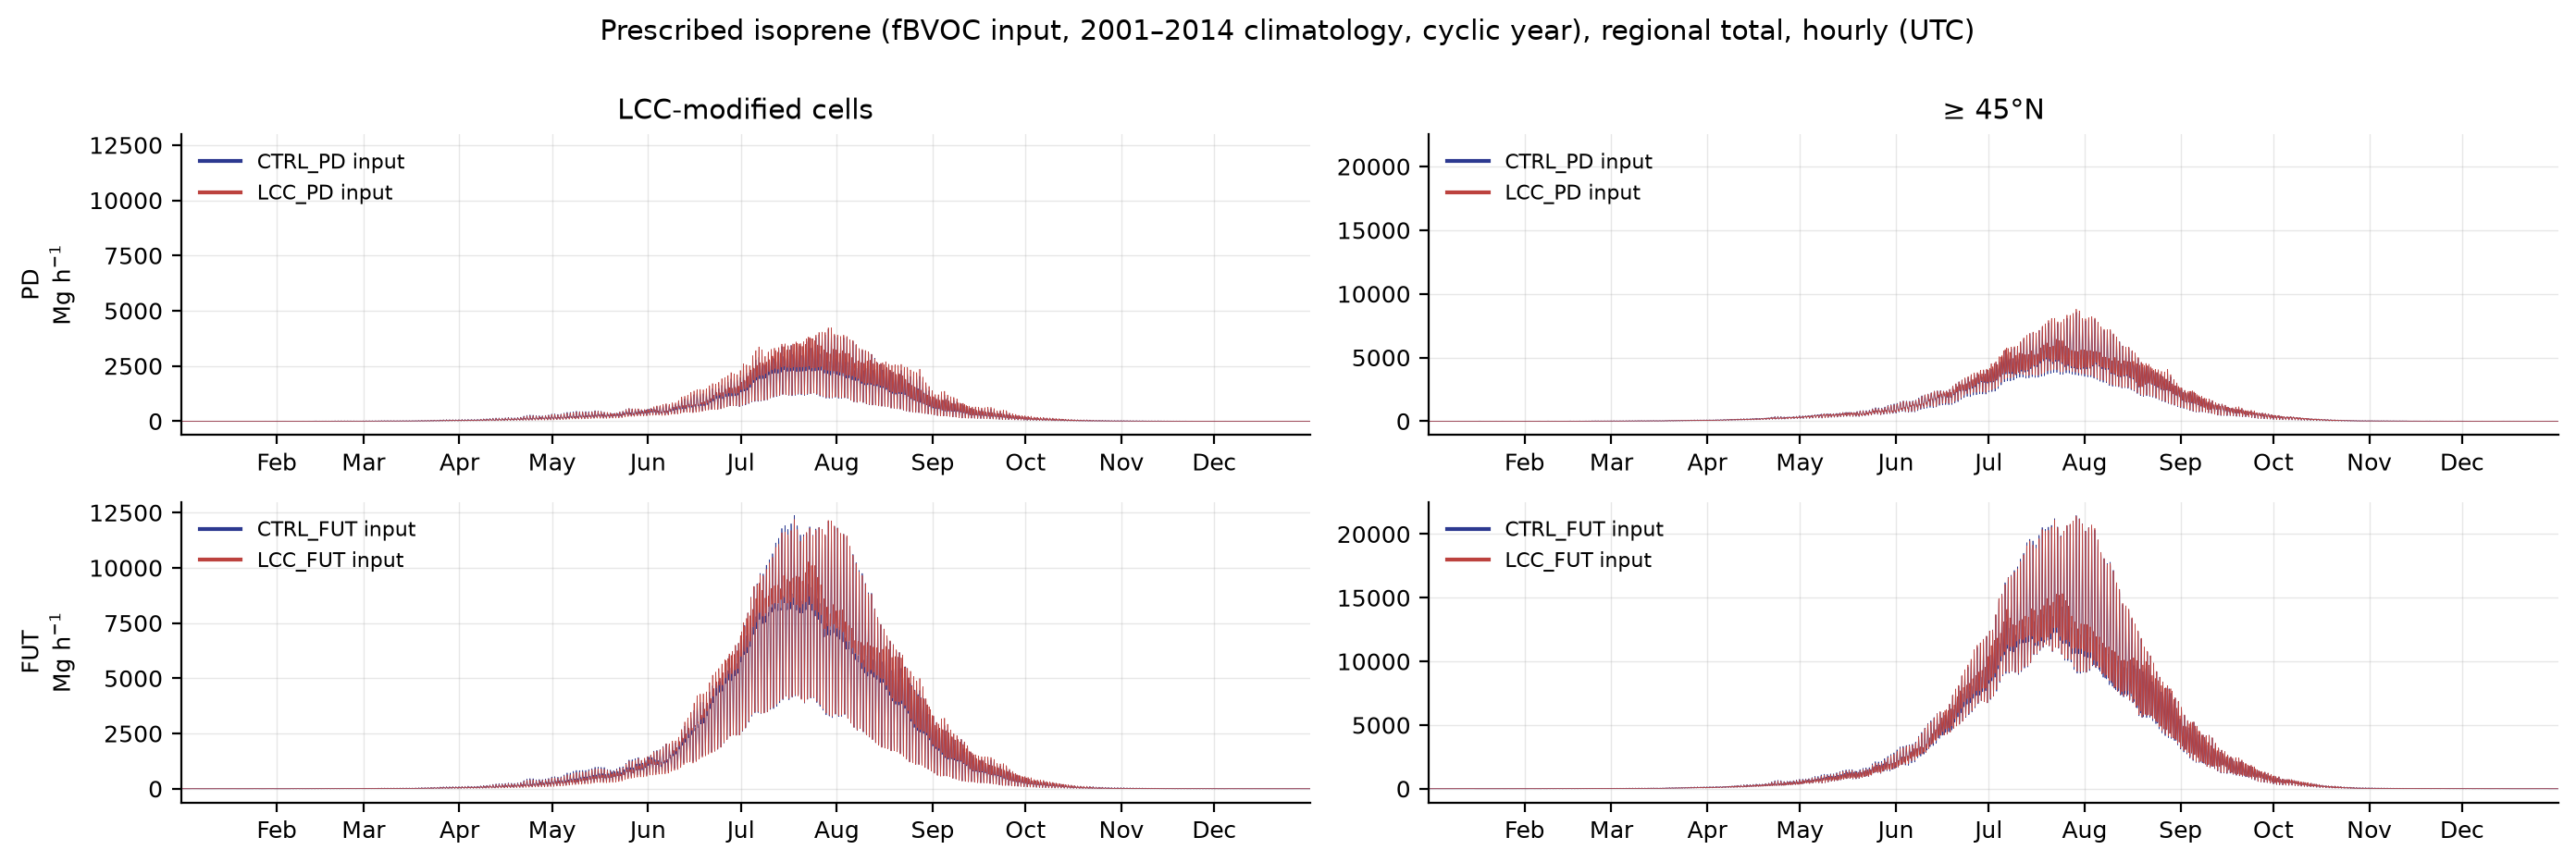 Prescribed isoprene (fBVOC input, 2001–2014 climatology, cyclic year), regional total, hourly (UTC)
LCC-modified cells
PD
Mg h⁻¹
12500
10000
7500
5000
2500
0
CTRL_PD input
LCC_PD input
Feb Mar Apr May Jun Jul Aug Sep Oct Nov Dec
≥ 45°N
20000
15000
10000
5000
0
CTRL_PD input
LCC_PD input
Feb Mar Apr May Jun Jul Aug Sep Oct Nov Dec
FUT
Mg h⁻¹
12500
10000
7500
5000
2500
0
CTRL_FUT input
LCC_FUT input
Feb Mar Apr May Jun Jul Aug Sep Oct Nov Dec
20000
15000
10000
5000
0
CTRL_FUT input
LCC_FUT input
Feb Mar Apr May Jun Jul Aug Sep Oct Nov Dec